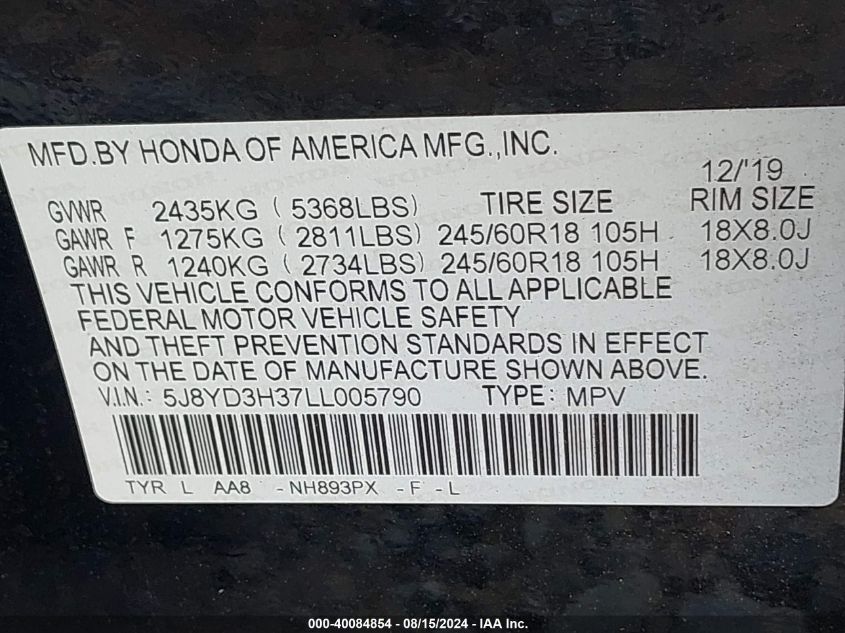 MFD.BY HONDA OF AMERICA MFG.,INC.
12/'19
GVWR 2435KG ( 5368LBS) TIRE SIZE RIM SIZE
GAWR F 1275KG ( 2811LBS) 245/60R18 105H 18X8.0J
GAWR R 1240KG ( 2734LBS) 245/60R18 105H 18X8.0J
THIS VEHICLE CONFORMS TO ALL APPLICABLE
FEDERAL MOTOR VEHICLE SAFETY
AND THEFT PREVENTION STANDARDS IN EFFECT
ON THE DATE OF MANUFACTURE SHOWN ABOVE.
V.I.N.: 5J8YD3H37LL005790 TYPE: MPV
TYR L AA8 -NH893PX -F -L
000-40084854 - 08/15/2024 - IAA Inc.